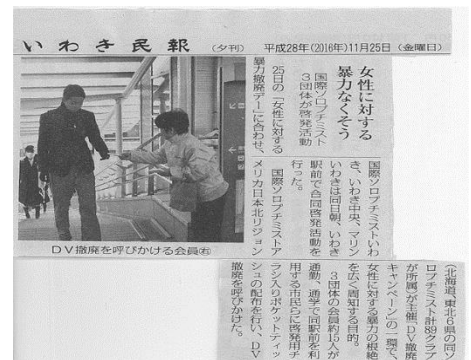 いわき民報 (夕刊) 平成28年(2016年)11月25日 (金曜日)
女性に対する
暴力なくそう
国際ソロプチミスト
3団体が啓発活動
25日の「女性に対する
暴力撤廃デー」に合わせ、
国際ソロプチミストいわ
き、いわき中央、マリン
いわきは同日朝、いわき
駅前で合同啓発活動を
行った。
国際ソロプチミストア
メリカ日本北リジョン
(北海道、東北6県の同ソ
ロプチミスト計89クラブ
が所属)が主催、「DV撤廃
キャンペーン」の一環で、
女性に対する暴力の根絶
を広く周知する目的。
3団体の会員約15人が
通勤、通学で同駅前を利
用する市民らに啓発用チ
ラシ入りポケットティッ
シュの配布を行い、DV
撤廃を呼びかけた。
DV撤廃を呼びかける会員㊨